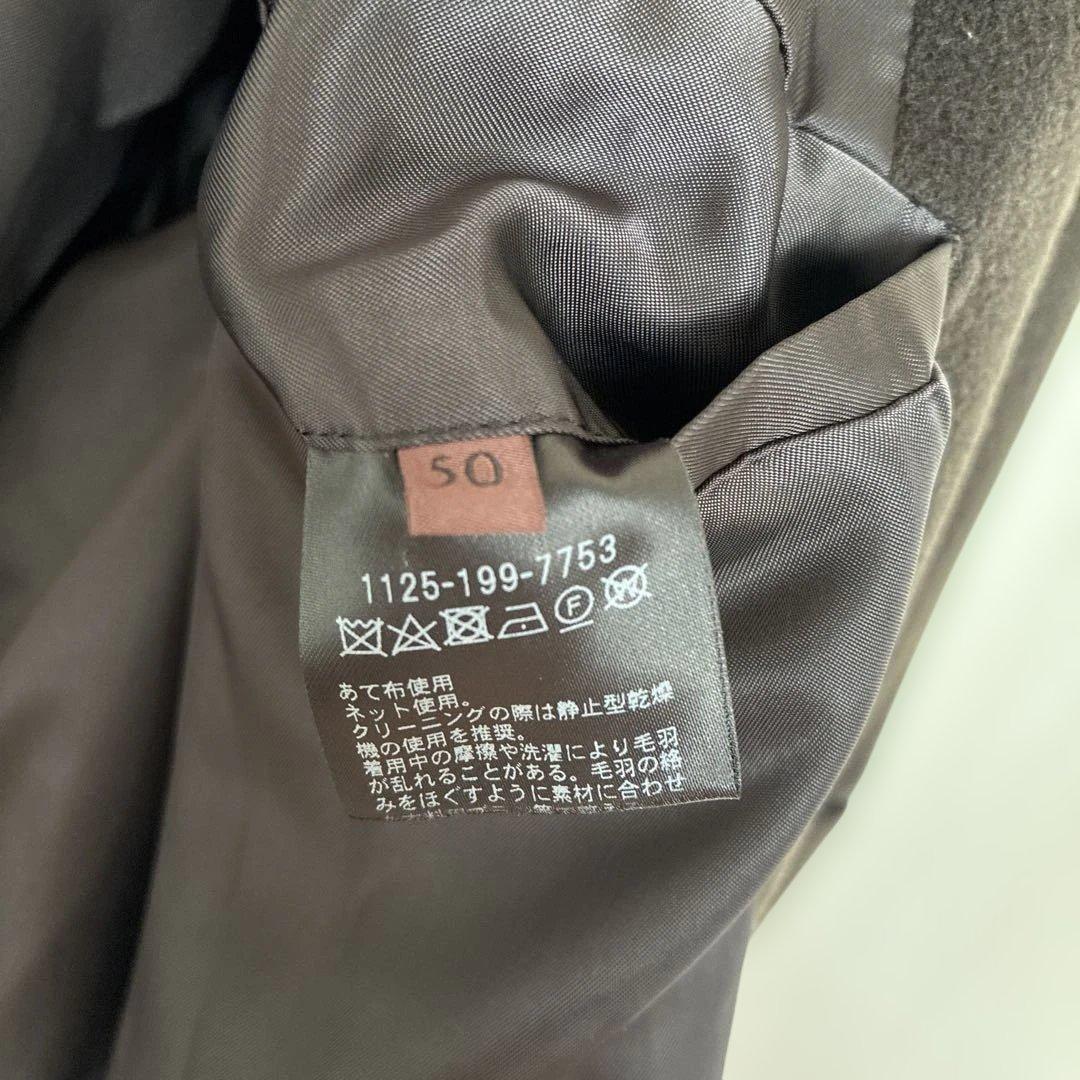 50
1125-199-7753
F
W
あて布使用
ネット使用。
クリーニングの際は静止型乾燥
機の使用を推奨。
着用中の摩擦や洗濯により毛羽
が乱れることがある。毛羽の絡
みをほぐすように素材に合わせ